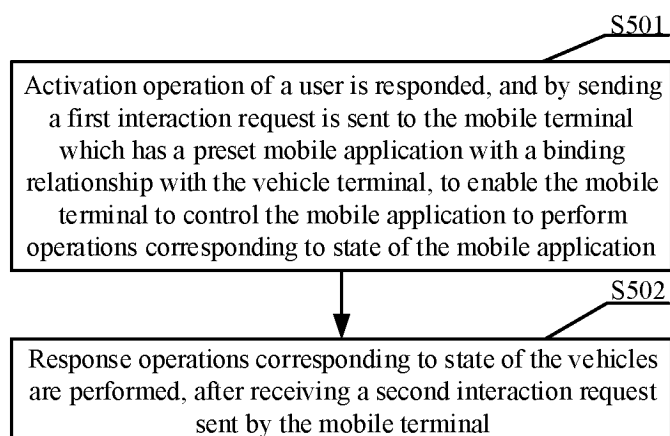 S501
Activation operation of a user is responded, and by sending
a first interaction request is sent to the mobile terminal
which has a preset mobile application with a binding
relationship with the vehicle terminal, to enable the mobile
terminal to control the mobile application to perform
operations corresponding to state of the mobile application
S502
Response operations corresponding to state of the vehicles
are performed, after receiving a second interaction request
sent by the mobile terminal